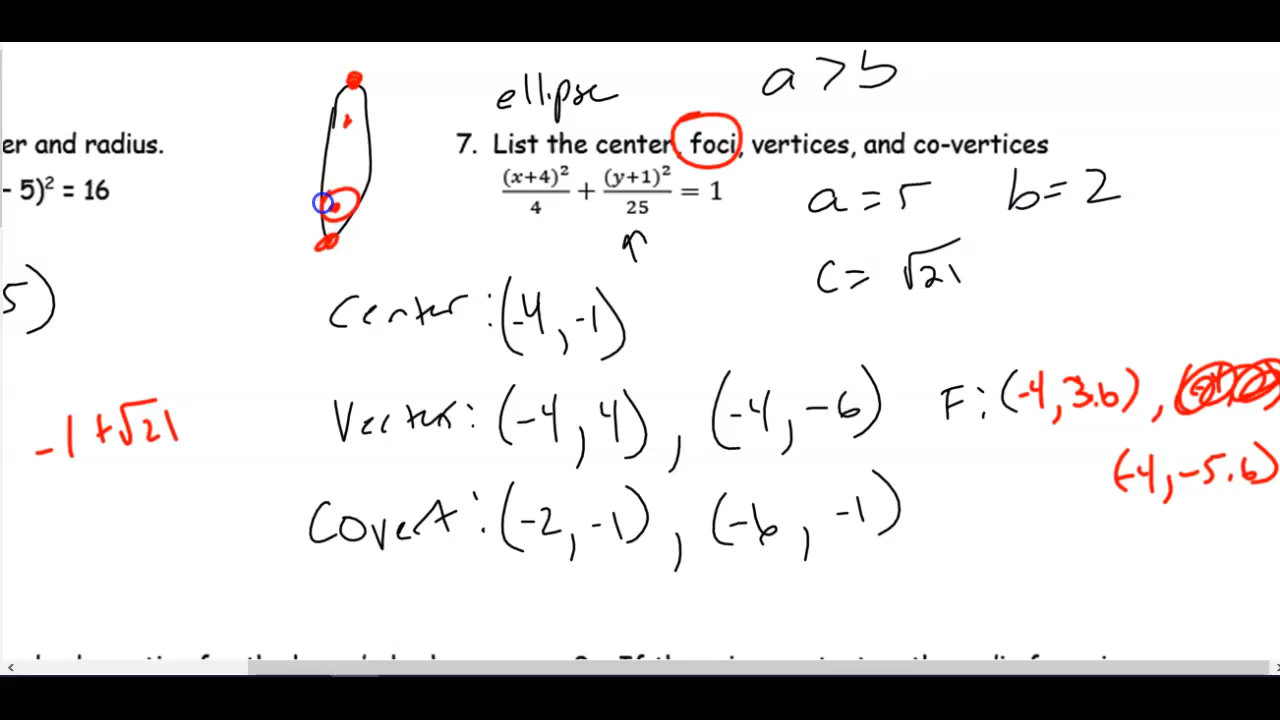 ellipse
a > b
er and radius.
7. List the center, foci, vertices, and co-vertices
- 5)² = 16
(x+4)²/4 + (y+1)²/25 = 1
a = 5
b = 2
c = √21
5)
Center : (-4, -1)
-1 + √21
Vertex : (-4, 4), (-4, -6)
F : (-4, 3.6),
(-4, -5.6)
Covert : (-2, -1), (-6, -1)